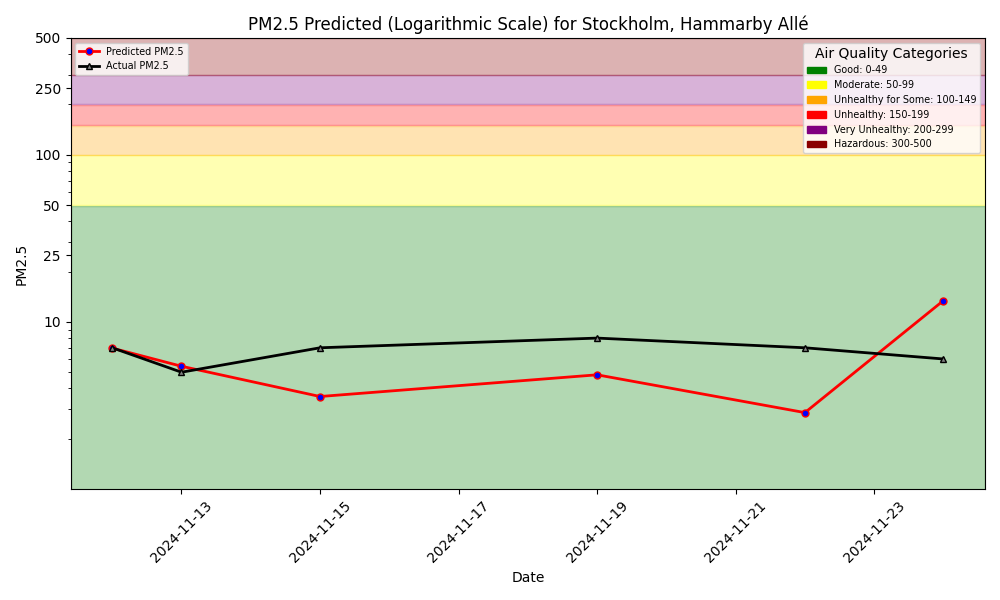 PM2.5 Predicted (Logarithmic Scale) for Stockholm, Hammarby Allé
Predicted PM2.5
Actual PM2.5
Air Quality Categories
Good: 0-49
Moderate: 50-99
Unhealthy for Some: 100-149
Unhealthy: 150-199
Very Unhealthy: 200-299
Hazardous: 300-500
PM2.5
500
250
100
50
25
10
2024-11-13
2024-11-15
2024-11-17
2024-11-19
2024-11-21
2024-11-23
Date